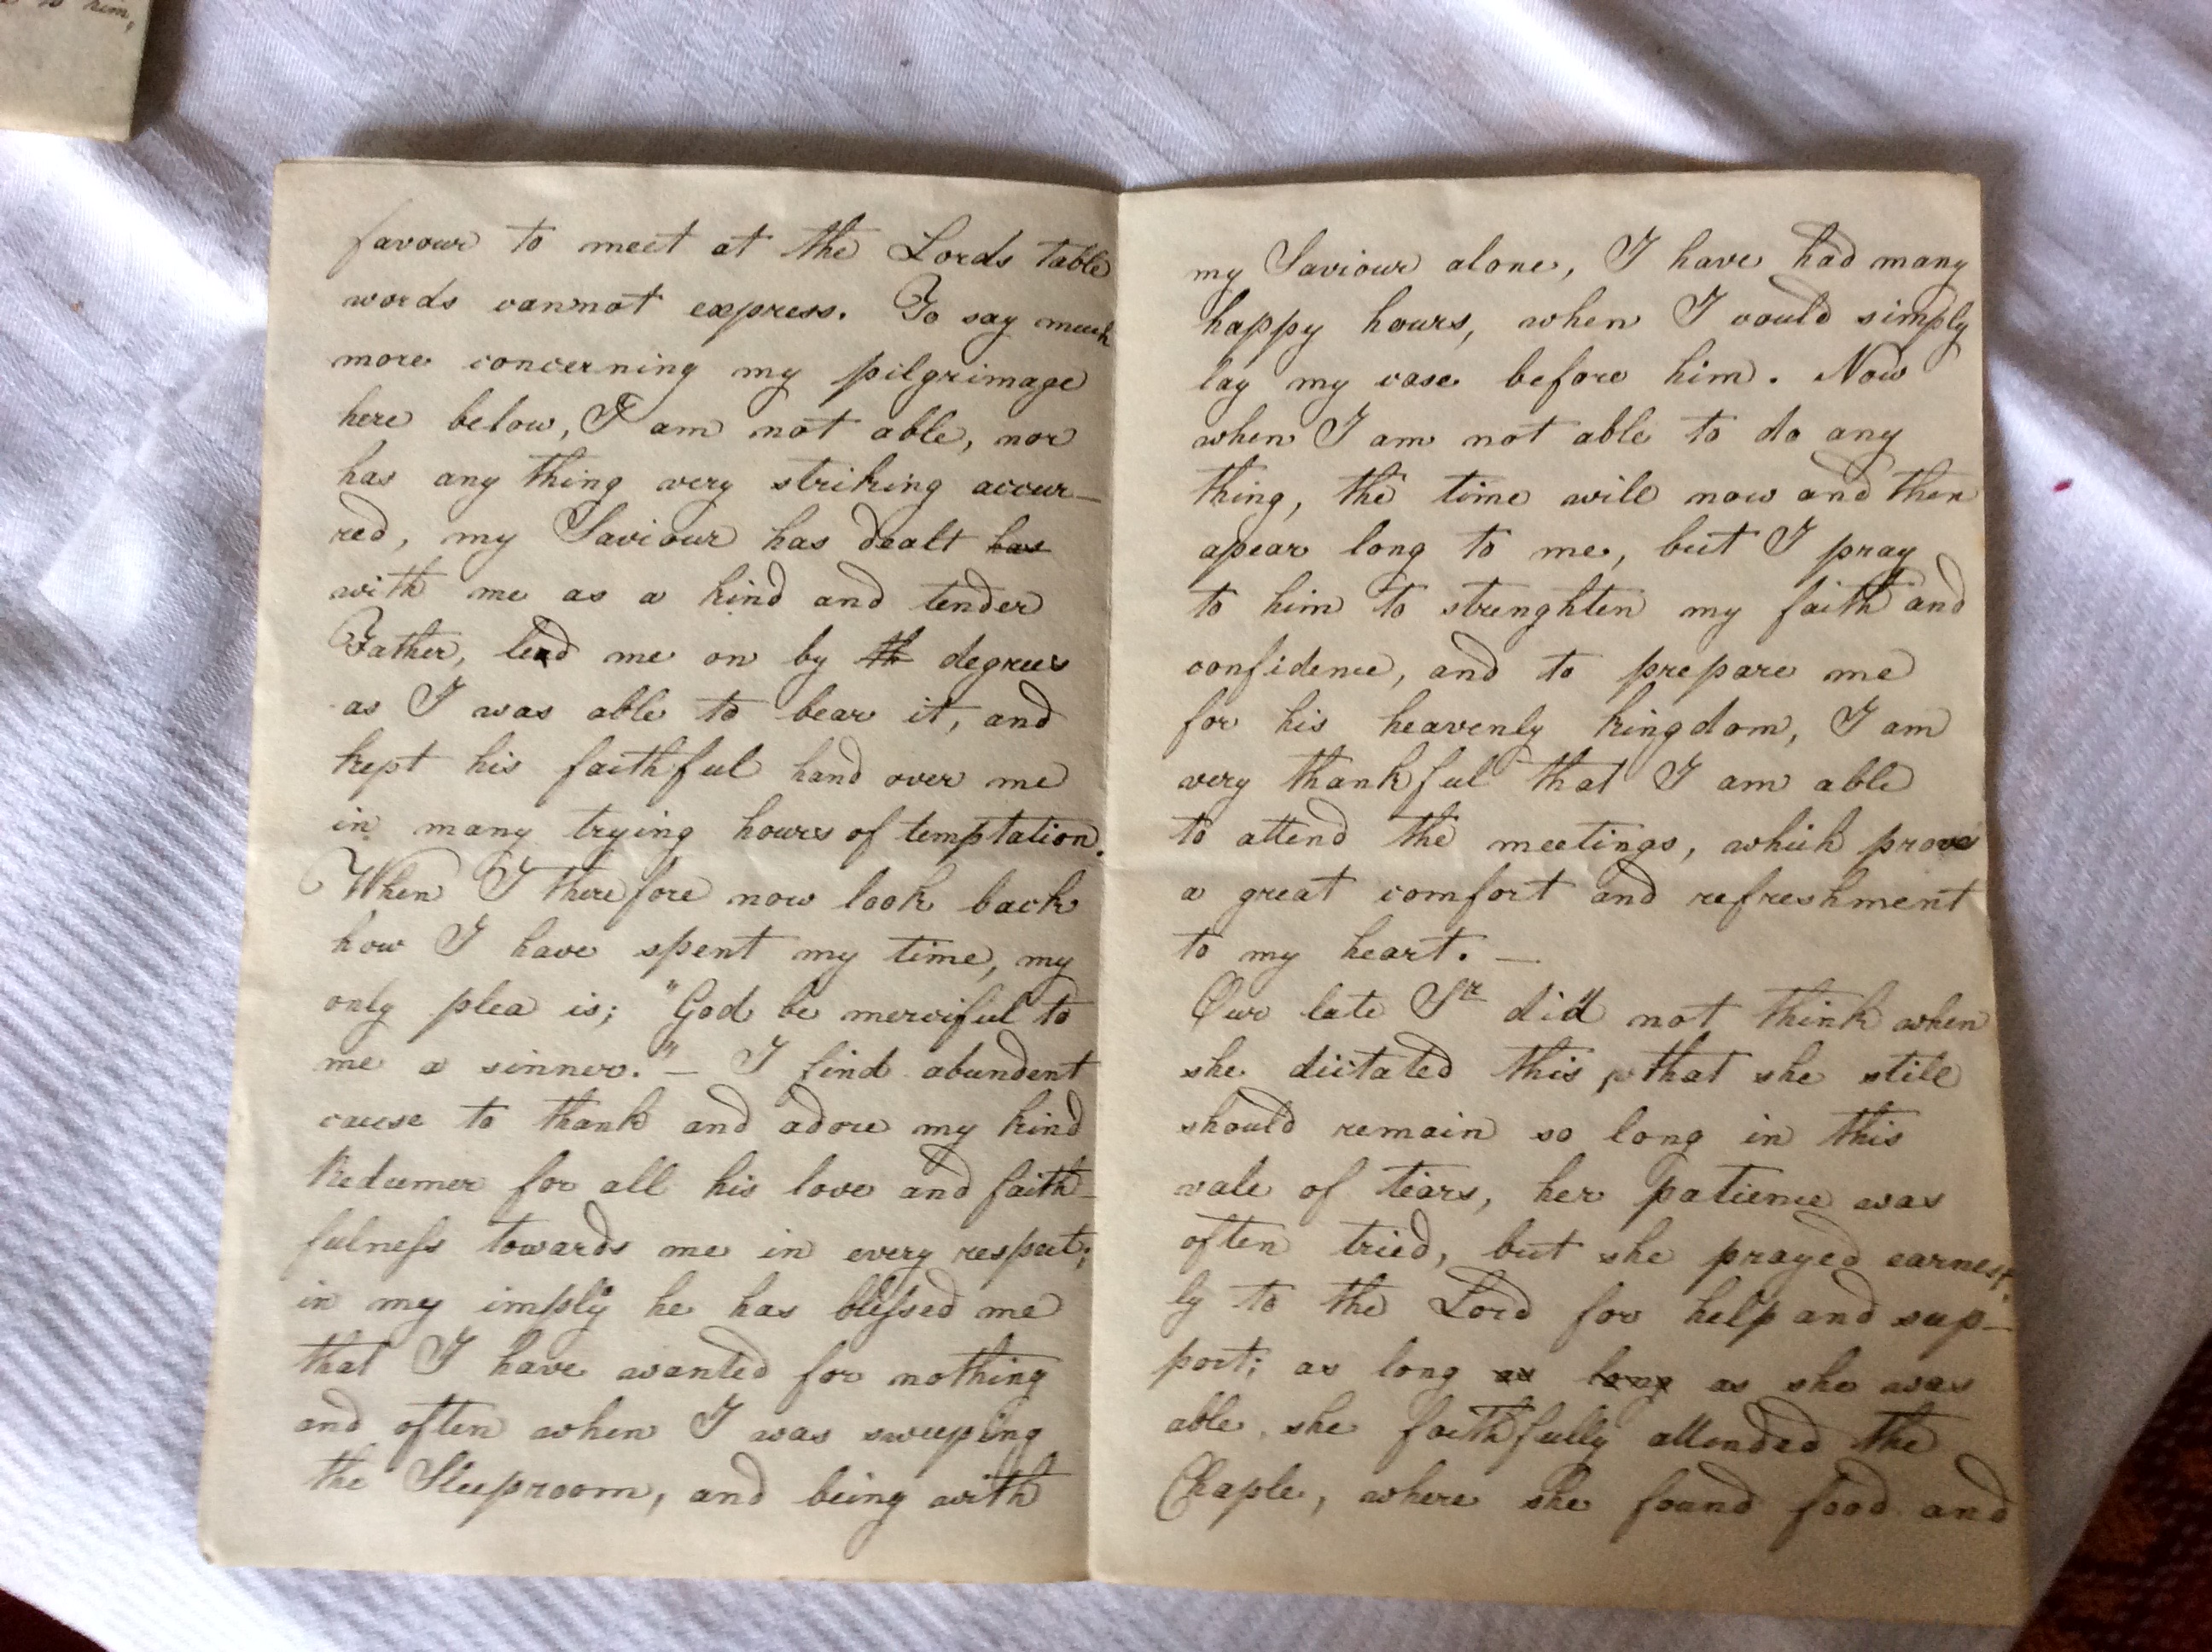 to him,
favour to meet at the Lords table
words cannot express. To say much
more concerning my pilgrimage
here below, I am not able, nor
has any thing very striking accur-
red, my Saviour has dealt has
with me as a kind and tender
Father, lead me on by th degrees
as I was able to bear it, and
kept his faithful hand over me
in many trying hours of temptation.
When I therefore now look back
how I have spent my time, my
only plea is; "God be merciful to
me a sinner." — I find abundent
cause to thank and adore my kind
Redeemer for all his love and faith-
fulness towards me in every respect;
in my imply he has blessed me
that I have wanted for nothing
and often when I was sweeping
the Sleeproom, and being with
my Saviour alone, I have had many
happy hours, when I could simply
lay my case before him. Now
when I am not able to do any
thing, the time will now and then
apear long to me, but I pray
to him to strenghten my faith and
confidence, and to prepare me
for his heavenly kingdom, I am
very thankful that I am able
to attend the meetings, which prove
a great comfort and refreshment
to my heart. —
Our late Sr did not think when
she dictated this, that she still
should remain so long in this
vale of tears, her patience was
often tried, but she prayed earnest-
ly to the Lord for help and sup-
port; as long as long as she was
able she faithfully attended the
Chaple, where she found food and